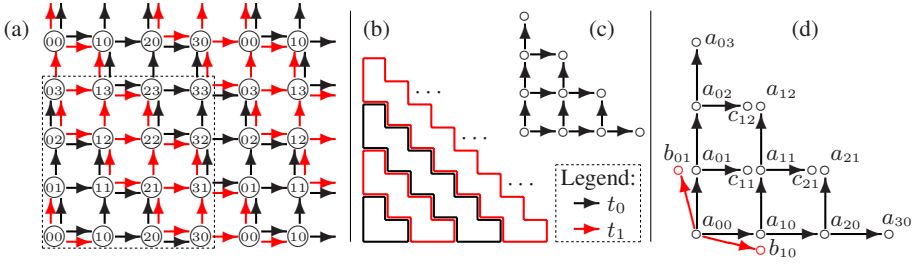 (a)
00 10 20 30 00 10
03 13 23 33 03 13
02 12 22 32 02 12
01 11 21 31 01 11
00 10 20 30 00 10
(b)
. . .
. . .
. . .
(c)
Legend:
t₀
t₁
(d)
a₀₃
a₀₂ a₁₂
c₁₂
b₀₁ a₀₁ a₁₁ a₂₁
c₁₁ c₂₁
a₀₀ a₁₀ a₂₀ a₃₀
b₁₀